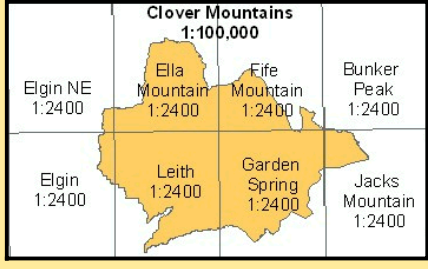 Clover Mountains
1:100,000
Elgin NE
1:2400
Ella
Mountain
1:2400
Fife
Mountain
1:2400
Bunker
Peak
1:2400
Elgin
1:2400
Leith
1:2400
Garden
Spring
1:2400
Jacks
Mountain
1:2400